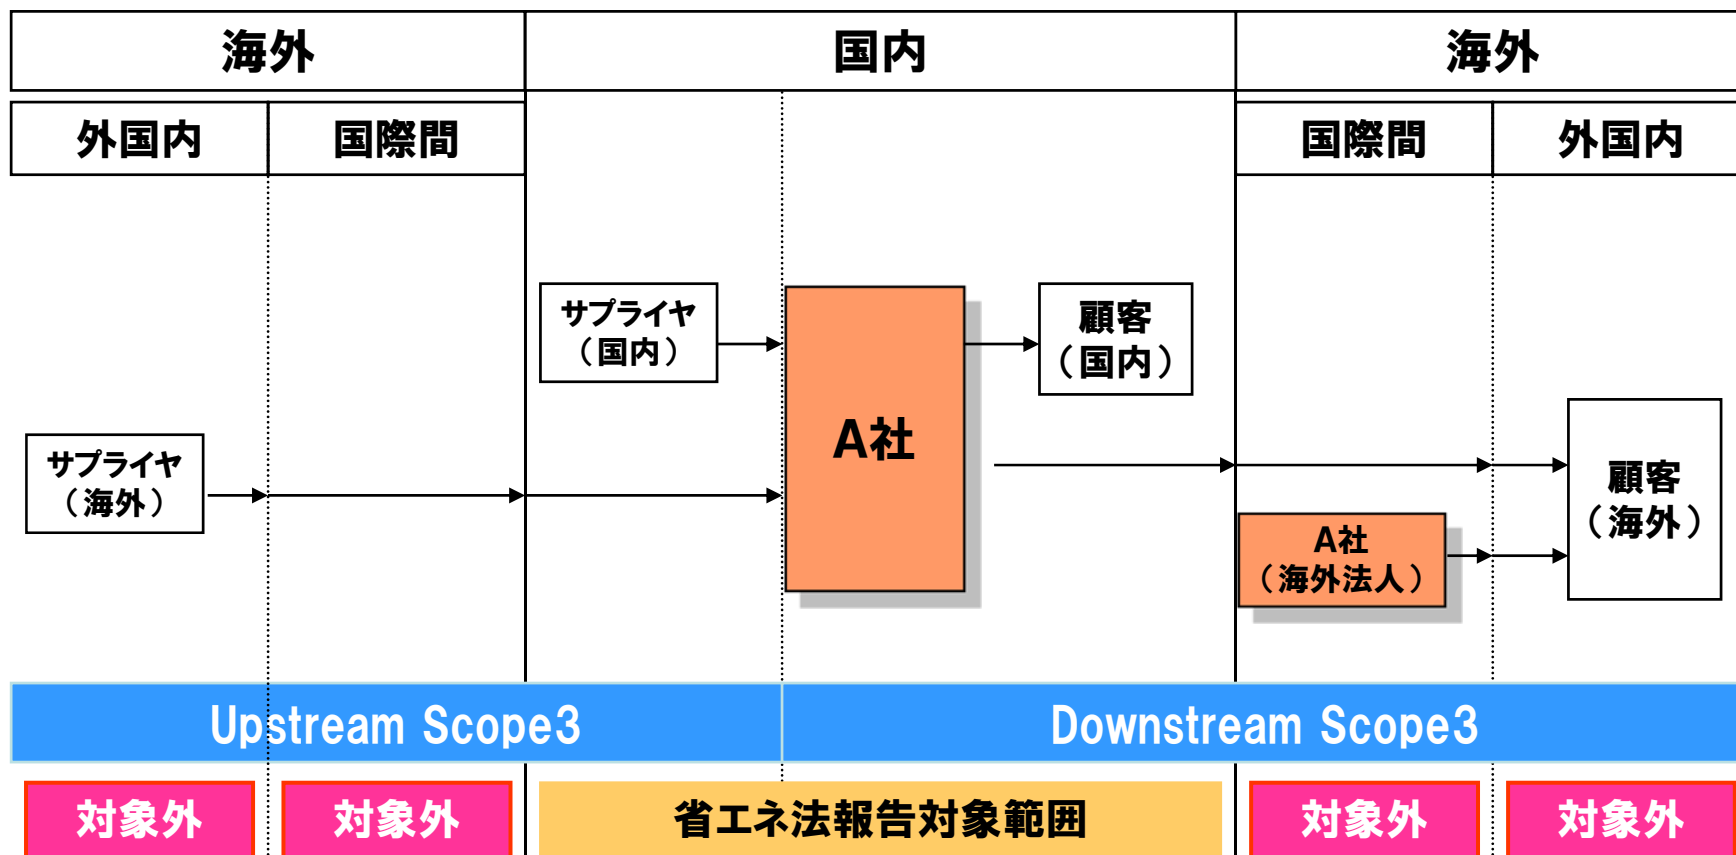 海外
国内
海外
外国内
国際間
国際間
外国内
サプライヤ
（国内）
A社
顧客
（国内）
サプライヤ
（海外）
顧客
（海外）
A社
（海外法人）
Upstream Scope3
Downstream Scope3
対象外
対象外
省エネ法報告対象範囲
対象外
対象外